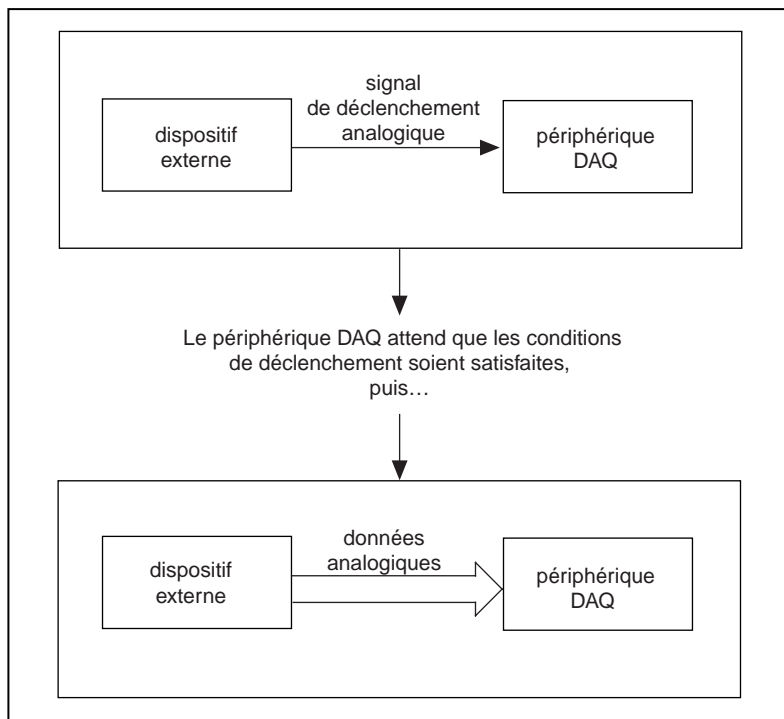 signal
de déclenchement
analogique
dispositif
externe
périphérique
DAQ
Le périphérique DAQ attend que les conditions
de déclenchement soient satisfaites,
puis…
données
analogiques
dispositif
externe
périphérique
DAQ